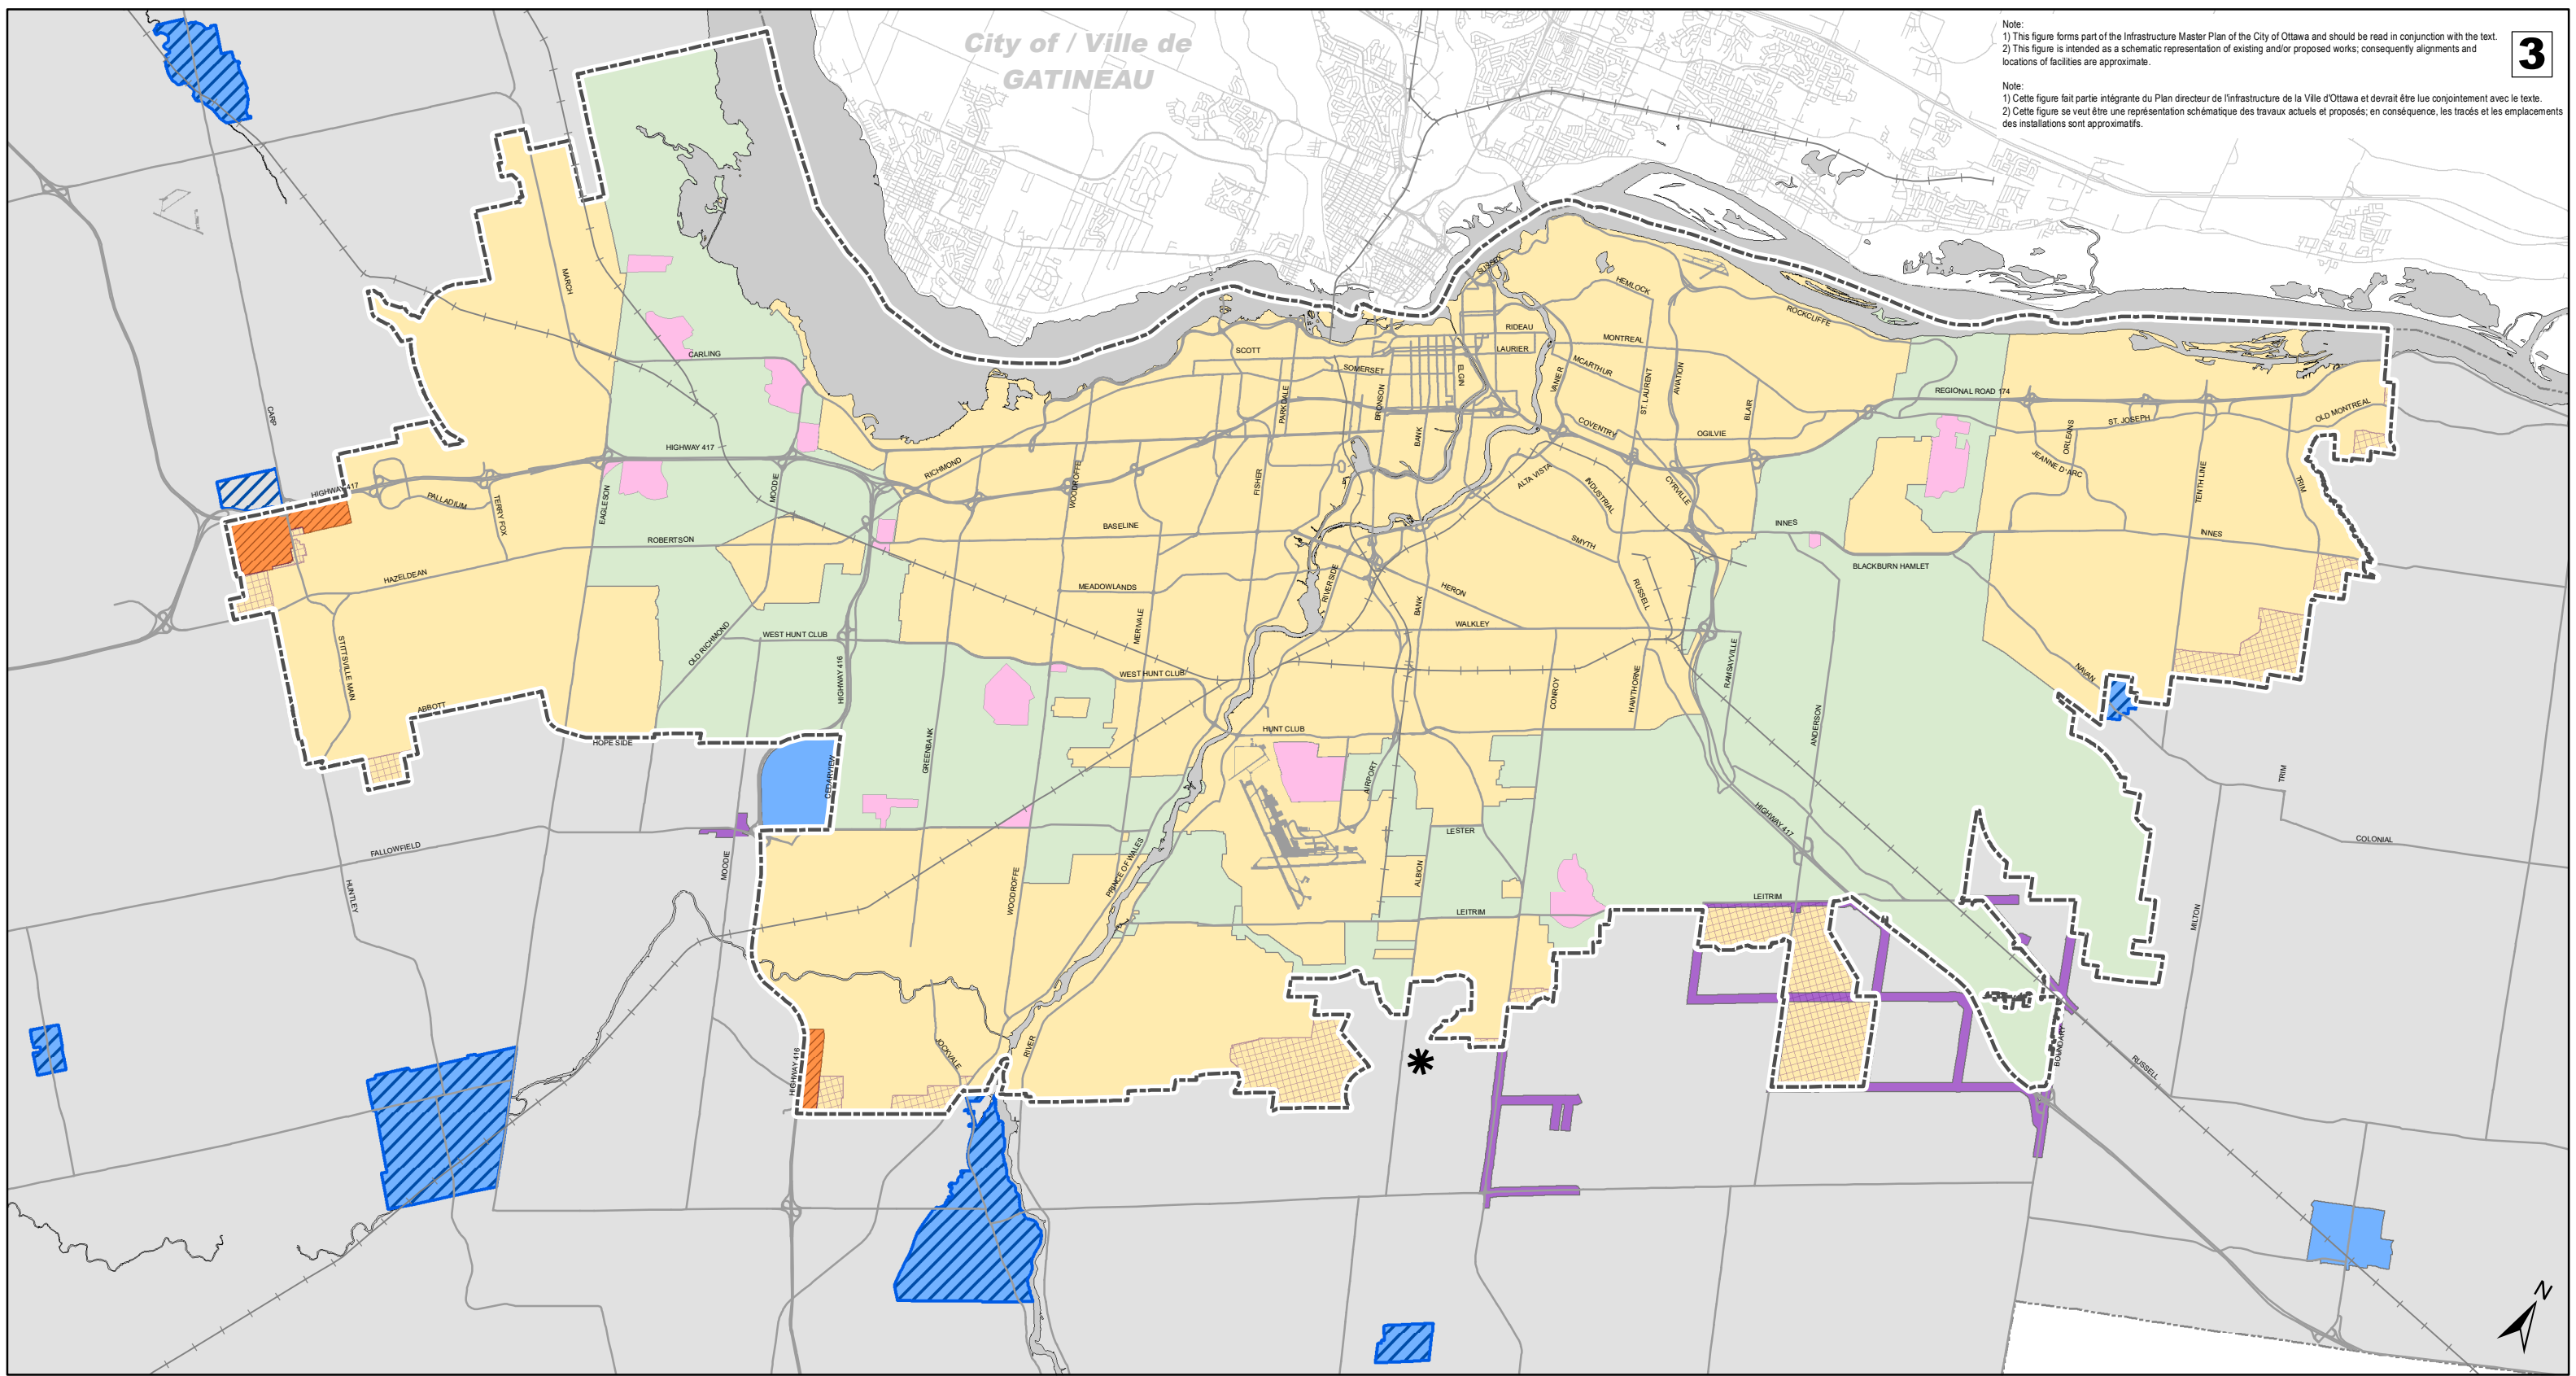 City of / Ville de
GATINEAU
Note:
1) This figure forms part of the Infrastructure Master Plan of the City of Ottawa and should be read in conjunction with the text.
2) This figure is intended as a schematic representation of existing and/or proposed works; consequently alignments and
locations of facilities are approximate.
Note:
1) Cette figure fait partie intégrante du Plan directeur de l'infrastructure de la Ville d'Ottawa et devrait être lue conjointement avec le texte.
2) Cette figure se veut être une représentation schématique des travaux actuels et proposés; en conséquence, les tracés et les emplacements
des installations sont approximatifs.
3
MARCH
SUSSEX
HEMLOCK
ROCKCLIFFE
RIDEAU
MONTREAL
LAURIER
SCOTT
CARLING
SOMERSET
MCARTHUR
ELGIN
VANIER
ST. LAURENT
AVIATION
PARKDALE
BRONSON
BLAIR
REGIONAL ROAD 174
CARP
ST. JOSEPH
OLD MONTREAL
COVENTRY
OGILVIE
BANK
ORLEANS
HIGHWAY 417
RICHMOND
WOODROFFE
FISHER
ALTA VISTA
JEANNE D'ARC
TENTH LINE
TRIM
HIGHWAY 417
PALLADIUM
TERRY FOX
EAGLESON
MOODIE
INDUSTRIAL
CYRVILLE
BASELINE
INNES
INNES
ROBERTSON
SMYTH
BLACKBURN HAMLET
HAZELDEAN
MEADOWLANDS
RIVERSIDE
HERON
RUSSELL
BANK
MERIVALE
WALKLEY
STITTSVILLE MAIN
OLD RICHMOND
WEST HUNT CLUB
HIGHWAY 416
WEST HUNT CLUB
RAMSAYVILLE
HAWTHORNE
CONROY
NAVAN
ABBOTT
HOPE SIDE
HUNT CLUB
GREENBANK
ANDERSON
CEDARVIEW
AIRPORT
TRIM
HIGHWAY 417
LESTER
COLONIAL
FALLOWFIELD
MOODIE
PRINCE OF WALES
ALBION
HUNTLEY
WOODROFFE
LEITRIM
LEITRIM
MILTON
JOCKVALE
RIVER
HIGHWAY 416
BOUNDARY
RUSSELL
N